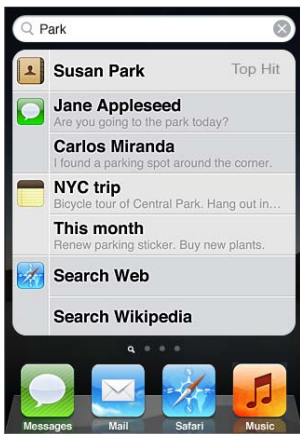 Park
Susan Park Top Hit
Jane Appleseed
Are you going to the park today?
Carlos Miranda
I found a parking spot around the corner.
NYC trip
Bicycle tour of Central Park. Hang out in...
This month
Renew parking sticker. Buy new plants.
Search Web
Search Wikipedia
Messages Mail Safari Music